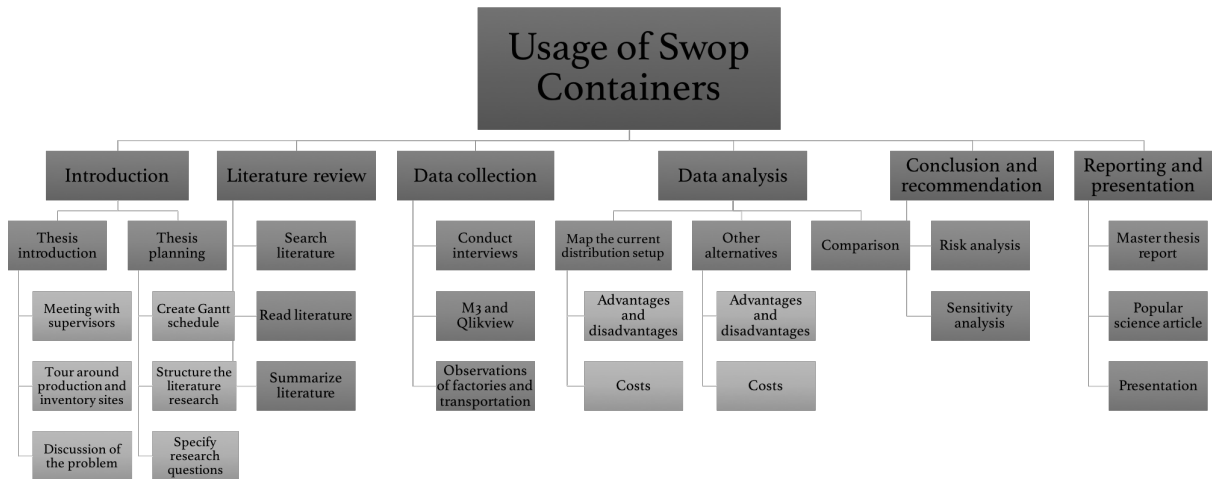 Usage of Swop
Containers
Introduction
Literature review
Data collection
Data analysis
Conclusion and
recommendation
Reporting and
presentation
Thesis
introduction
Meeting with
supervisors
Tour around
production and
inventory sites
Discussion of
the problem
Thesis
planning
Create Gantt
schedule
Structure the
literature
research
Specify
research
questions
Search
literature
Read literature
Summarize
literature
Conduct
interviews
M3 and
Qlikview
Observations
of factories and
transportation
Map the current
distribution setup
Advantages
and
disadvantages
Costs
Other
alternatives
Advantages
and
disadvantages
Costs
Comparison
Risk analysis
Sensitivity
analysis
Master thesis
report
Popular
science article
Presentation